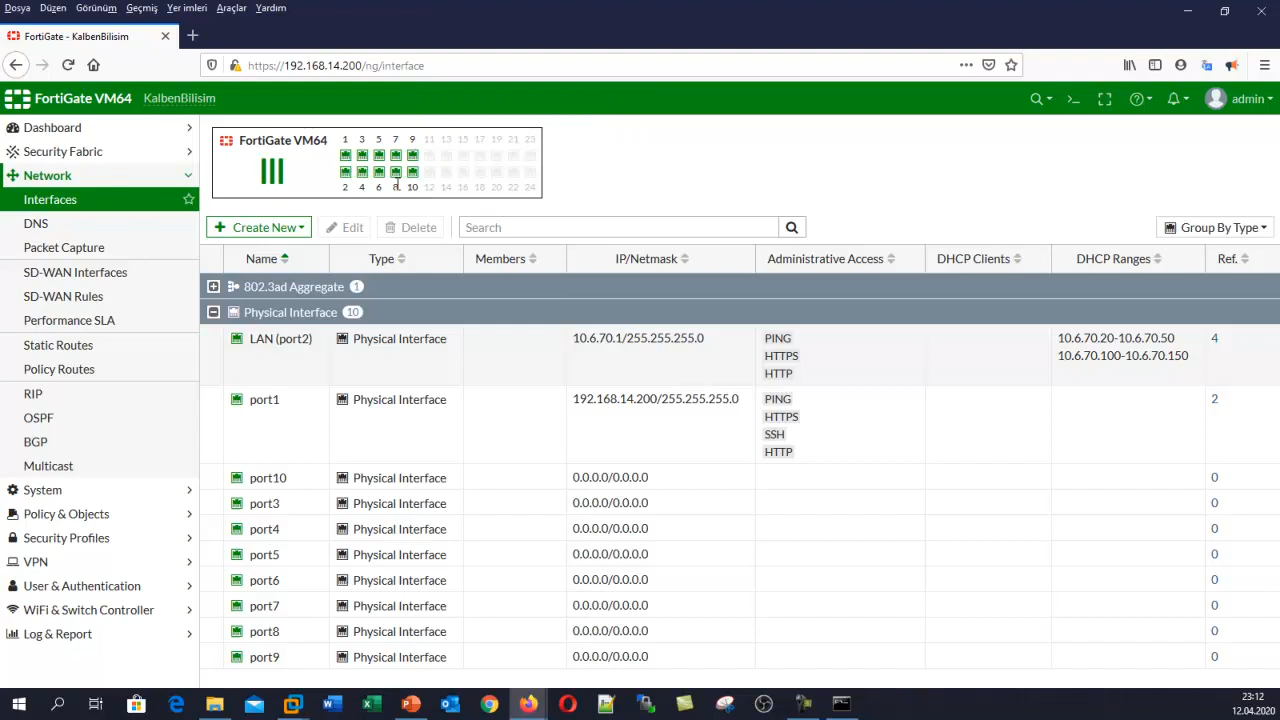 Dosya Düzen Görünüm Geçmiş Yer imleri Araçlar Yardım
FortiGate - KalbenBilisim
https://192.168.14.200/ng/interface
FortiGate VM64 KalbenBilisim
admin
Dashboard
Security Fabric
Network
Interfaces
DNS
Packet Capture
SD-WAN Interfaces
SD-WAN Rules
Performance SLA
Static Routes
Policy Routes
RIP
OSPF
BGP
Multicast
System
Policy & Objects
Security Profiles
VPN
User & Authentication
WiFi & Switch Controller
Log & Report
FortiGate VM64
1 3 5 7 9 11 13 15 17 19 21 23
2 4 6 8 10 12 14 16 18 20 22 24
Create New Edit Delete Search Group By Type
Name Type Members IP/Netmask Administrative Access DHCP Clients DHCP Ranges Ref.
802.3ad Aggregate 1
Physical Interface 10
LAN (port2) Physical Interface 10.6.70.1/255.255.255.0 PING 10.6.70.20-10.6.70.50 4
HTTPS 10.6.70.100-10.6.70.150
HTTP
port1 Physical Interface 192.168.14.200/255.255.255.0 PING 2
HTTPS
SSH
HTTP
port10 Physical Interface 0.0.0.0/0.0.0.0 0
port3 Physical Interface 0.0.0.0/0.0.0.0 0
port4 Physical Interface 0.0.0.0/0.0.0.0 0
port5 Physical Interface 0.0.0.0/0.0.0.0 0
port6 Physical Interface 0.0.0.0/0.0.0.0 0
port7 Physical Interface 0.0.0.0/0.0.0.0 0
port8 Physical Interface 0.0.0.0/0.0.0.0 0
port9 Physical Interface 0.0.0.0/0.0.0.0 0
23:12
12.04.2020